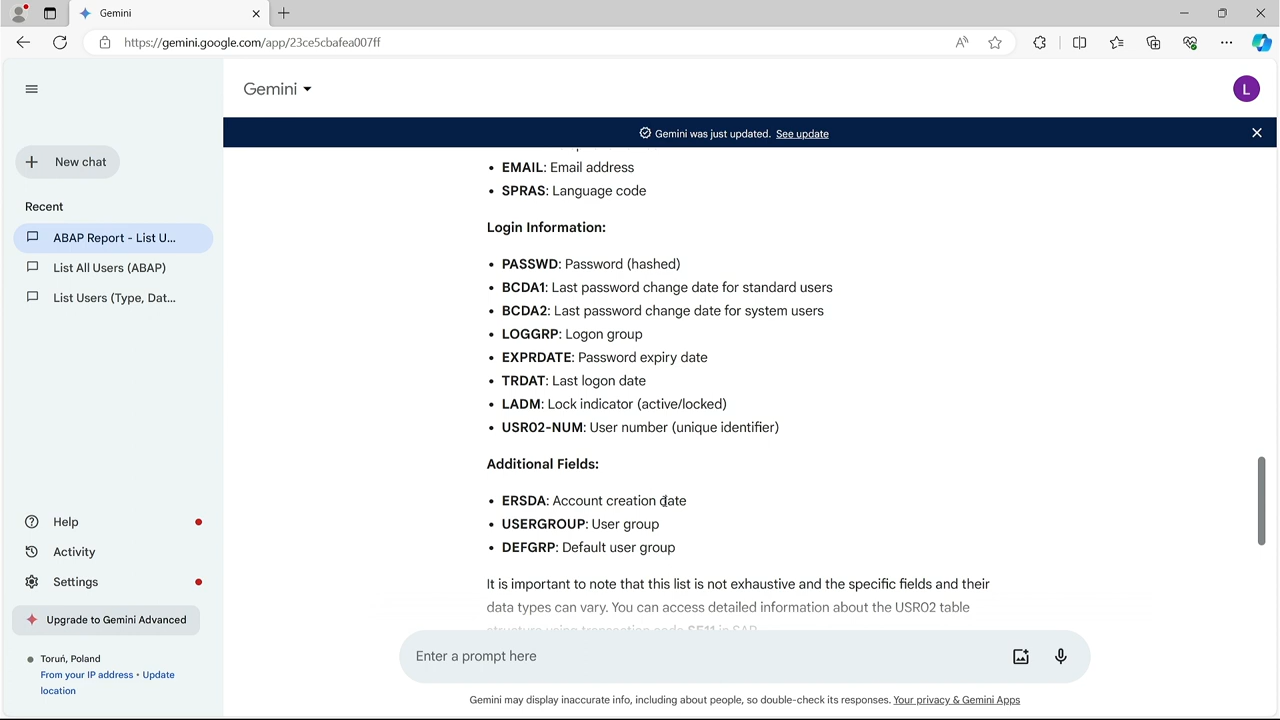 Gemini
https://gemini.google.com/app/23ce5cbafea007ff
Gemini
L
Gemini was just updated. See update
New chat
Recent
ABAP Report - List U...
List All Users (ABAP)
List Users (Type, Dat...
Help
Activity
Settings
Upgrade to Gemini Advanced
Toruń, Poland
From your IP address • Update
location
• EMAIL: Email address
• SPRAS: Language code
Login Information:
• PASSWD: Password (hashed)
• BCDA1: Last password change date for standard users
• BCDA2: Last password change date for system users
• LOGGRP: Logon group
• EXPRDATE: Password expiry date
• TRDAT: Last logon date
• LADM: Lock indicator (active/locked)
• USR02-NUM: User number (unique identifier)
Additional Fields:
• ERSDA: Account creation date
• USERGROUP: User group
• DEFGRP: Default user group
It is important to note that this list is not exhaustive and the specific fields and their
data types can vary. You can access detailed information about the USR02 table
structure using transaction code SE11 in SAP
Enter a prompt here
Gemini may display inaccurate info, including about people, so double-check its responses. Your privacy & Gemini Apps